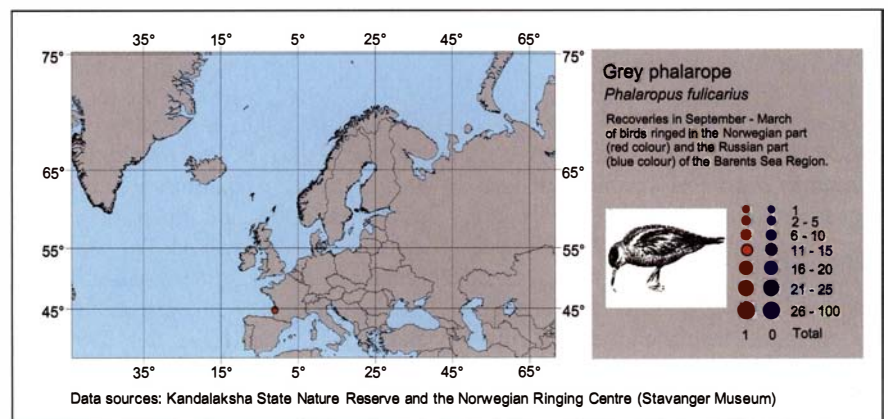 35° 15° 5° 25° 45° 65°
75° 75°
65° 65°
55° 55°
45° 45°
35° 15° 5° 25° 45° 65°
Grey phalarope
Phalaropus fulicarius
Recoveries in September - March
of birds ringed in the Norwegian part
(red colour) and the Russian part
(blue colour) of the Barents Sea Region.
1
2 - 5
6 - 10
11 - 15
16 - 20
21 - 25
26 - 100
1 0 Total
Data sources: Kandalaksha State Nature Reserve and the Norwegian Ringing Centre (Stavanger Museum)